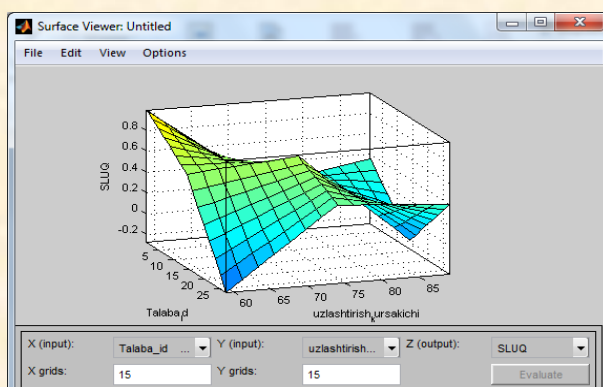 Surface Viewer: Untitled
File Edit View Options
0.8
0.6
0.4
0.2
0
-0.2
SLUQ
5
10
15
20
25
60
65
70
75
80
85
Talaba_id
uzlashtirish_kursakichi
X (input): Talaba_id ... Y (input): uzlashtirish... Z (output): SLUQ
X grids: 15 Y grids: 15 Evaluate